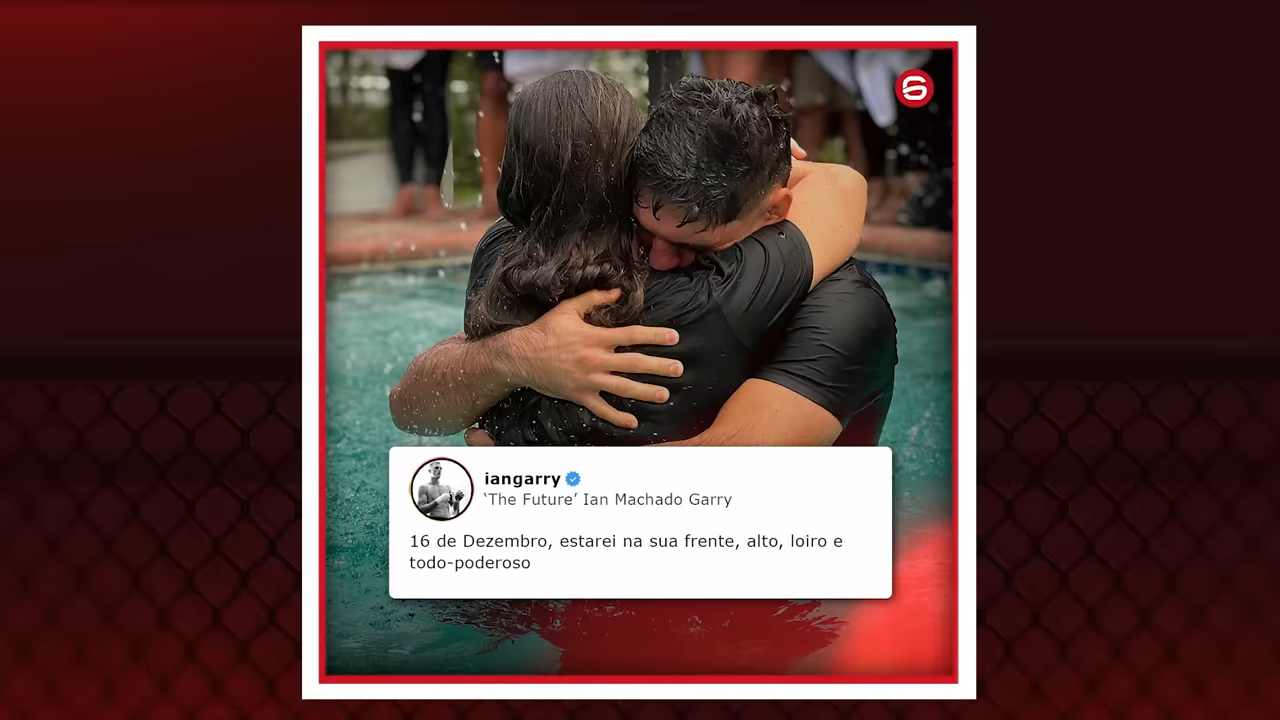 iangarry
‘The Future’ Ian Machado Garry
16 de Dezembro, estarei na sua frente, alto, loiro e
todo-poderoso